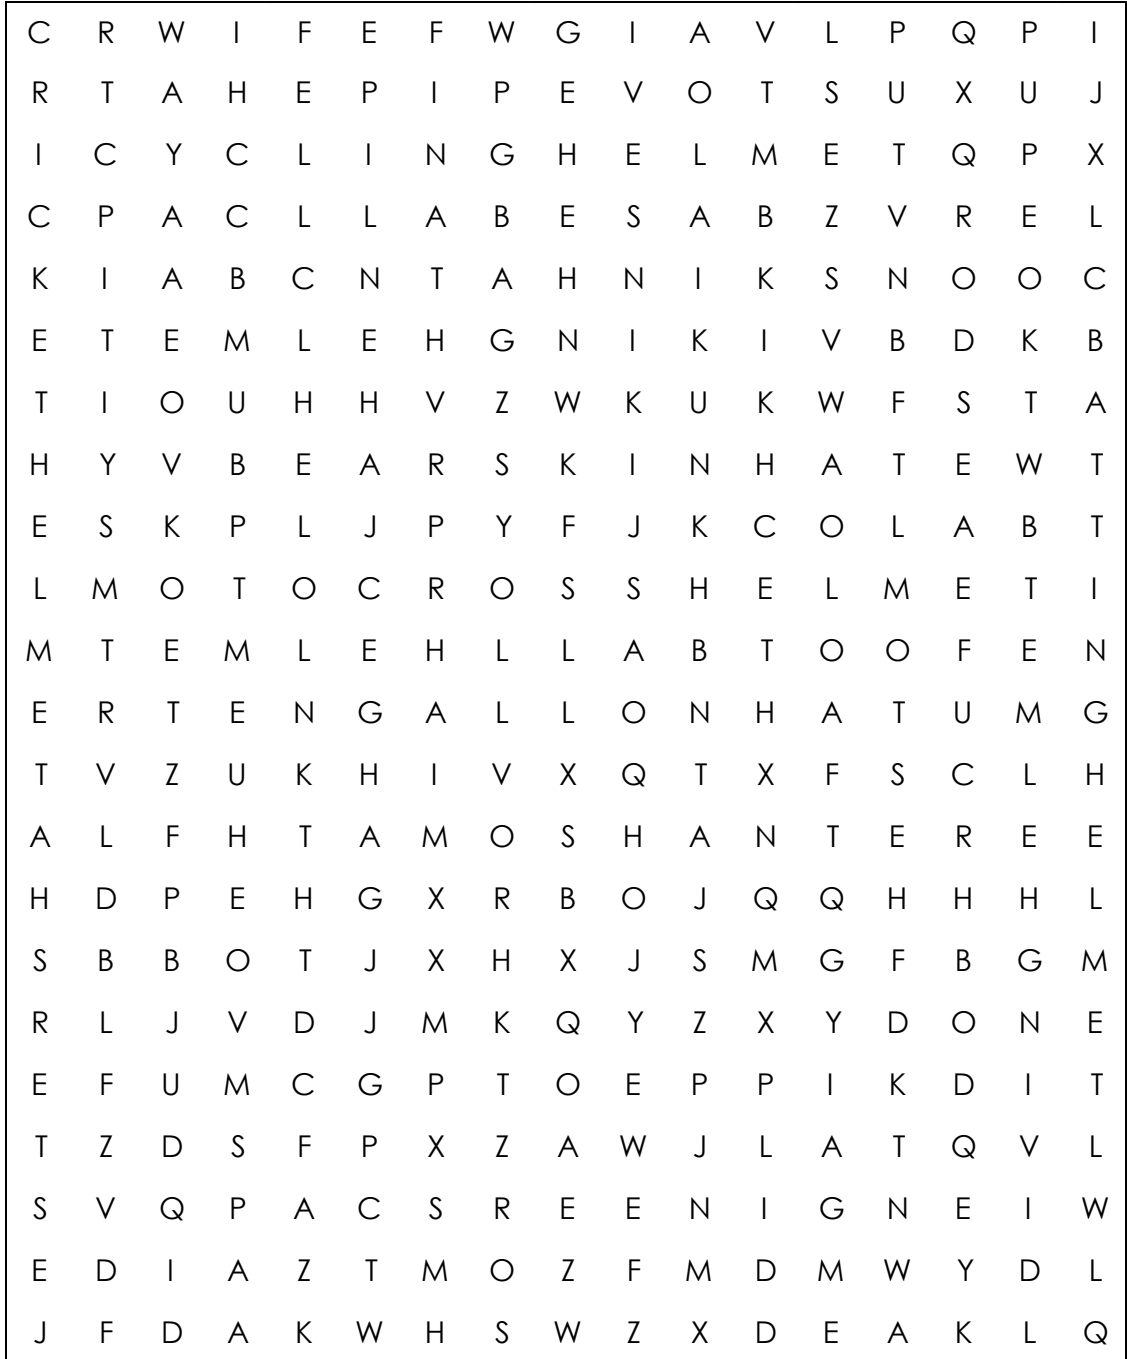 C R W I F E F W G I A V L P Q P I
R T A H E P I P E V O T S U X U J
I C Y C L I N G H E L M E T Q P X
C P A C L L A B E S A B Z V R E L
K I A B C N T A H N I K S N O O C
E T E M L E H G N I K I V B D K B
T I O U H H V Z W K U K W F S T A
H Y V B E A R S K I N H A T E W T
E S K P L J P Y F J K C O L A B T
L M O T O C R O S S H E L M E T I
M T E M L E H L L A B T O O F E N
E R T E N G A L L O N H A T U M G
T V Z U K H I V X Q T X F S C L H
A L F H T A M O S H A N T E R E E
H D P E H G X R B O J Q Q H H H L
S B B O T J X H X J S M G F B G M
R L J V D J M K Q Y Z X Y D O N E
E F U M C G P T O E P P I K D I T
T Z D S F P X Z A W J L A T Q V L
S V Q P A C S R E E N I G N E I W
E D I A Z T M O Z F M D M W Y D L
J F D A K W H S W Z X D E A K L Q